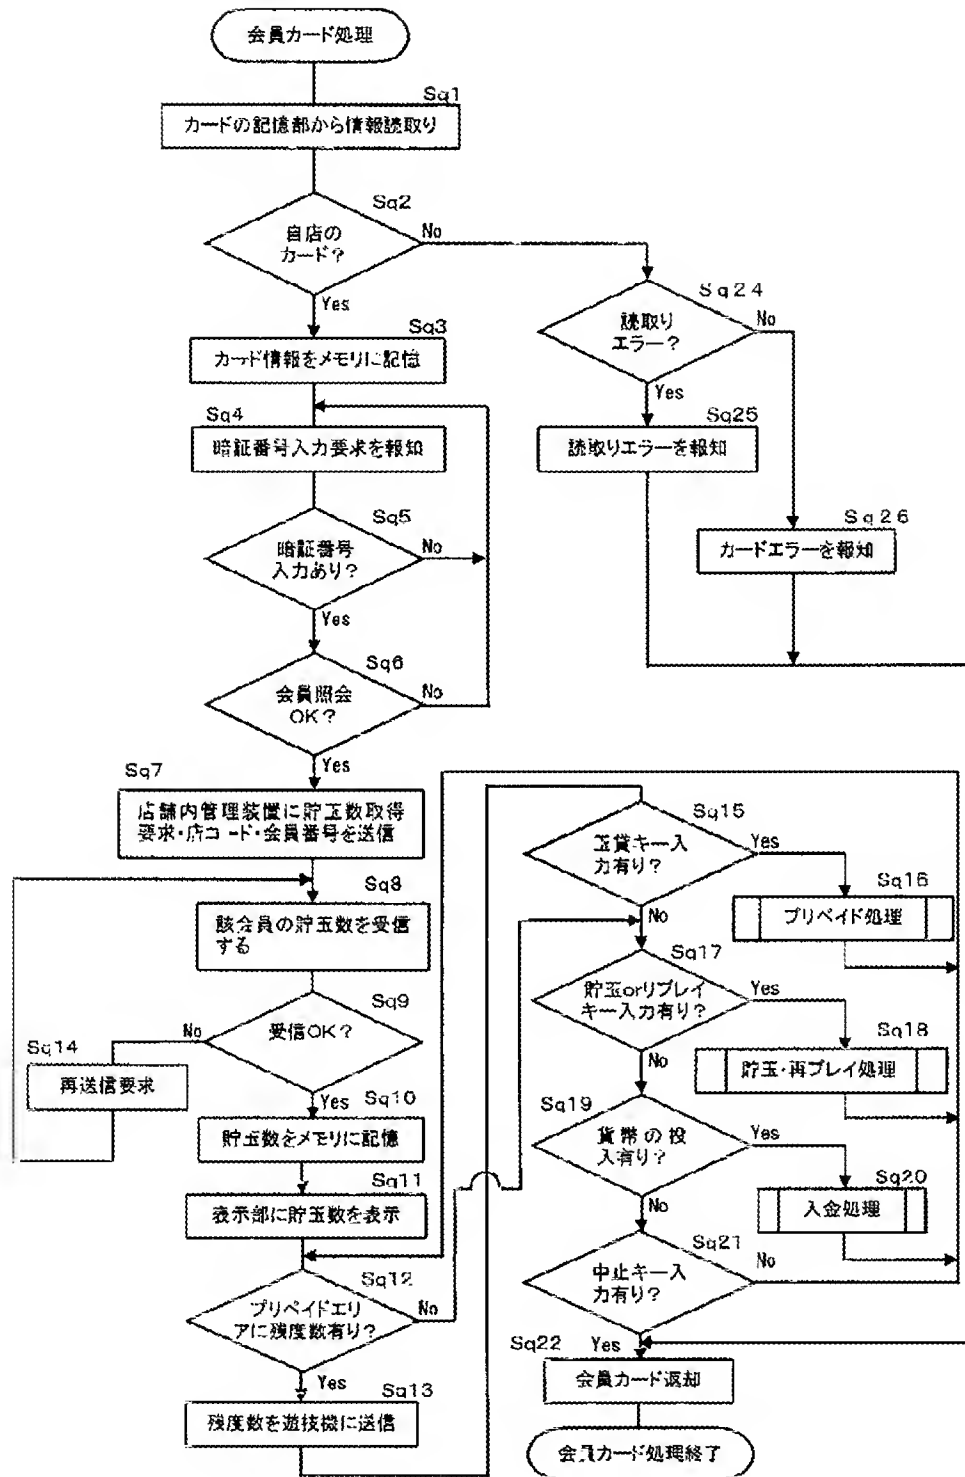 会員カード処理
Sq1
カードの記憶部から情報読取り
Sq2
自店の
カード?
No
Yes
Sq3
カード情報をメモリに記憶
Sq4
暗証番号入力要求を報知
Sq5
暗証番号
入力あり?
No
Yes
Sq6
会員照会
OK?
No
Yes
Sq7
店舗内管理装置に貯玉数取得
要求・店コード・会員番号を送信
Sq8
該会員の貯玉数を受信
する
Sq9
受信OK?
No
Sq14
再送信要求
Yes
Sq10
貯玉数をメモリに記憶
Sq11
表示部に貯玉数を表示
Sq12
プリペイドエリ
アに残度数有り?
No
Yes
Sq13
残度数を遊技機に送信
Sq24
読取り
エラー?
No
Yes
Sq25
読取りエラーを報知
Sq26
カードエラーを報知
Sq15
玉貸キー入
力有り?
Yes
No
Sq16
プリペイド処理
Sq17
貯玉orリプレイ
キー入力有り?
Yes
No
Sq18
貯玉・再プレイ処理
Sq19
貨幣の投
入有り?
Yes
No
Sq20
入金処理
Sq21
中止キー入
力有り?
No
Yes
Sq22
会員カード返却
会員カード処理終了